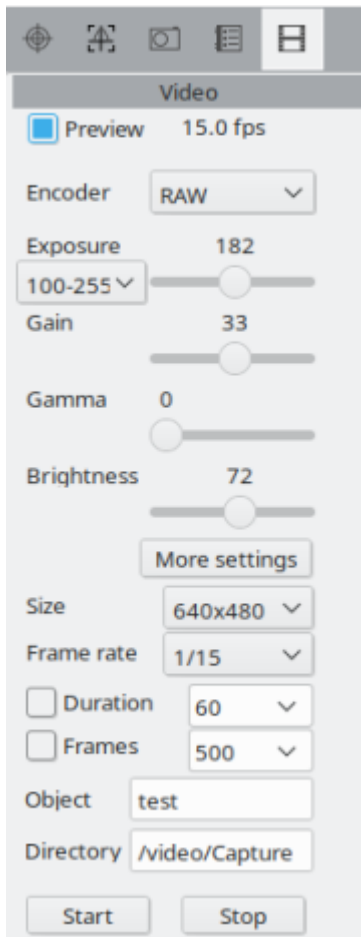 Video
Preview 15.0 fps
Encoder RAW
Exposure 182
100-255
Gain 33
Gamma 0
Brightness 72
More settings
Size 640x480
Frame rate 1/15
Duration 60
Frames 500
Object test
Directory /video/Capture
Start Stop